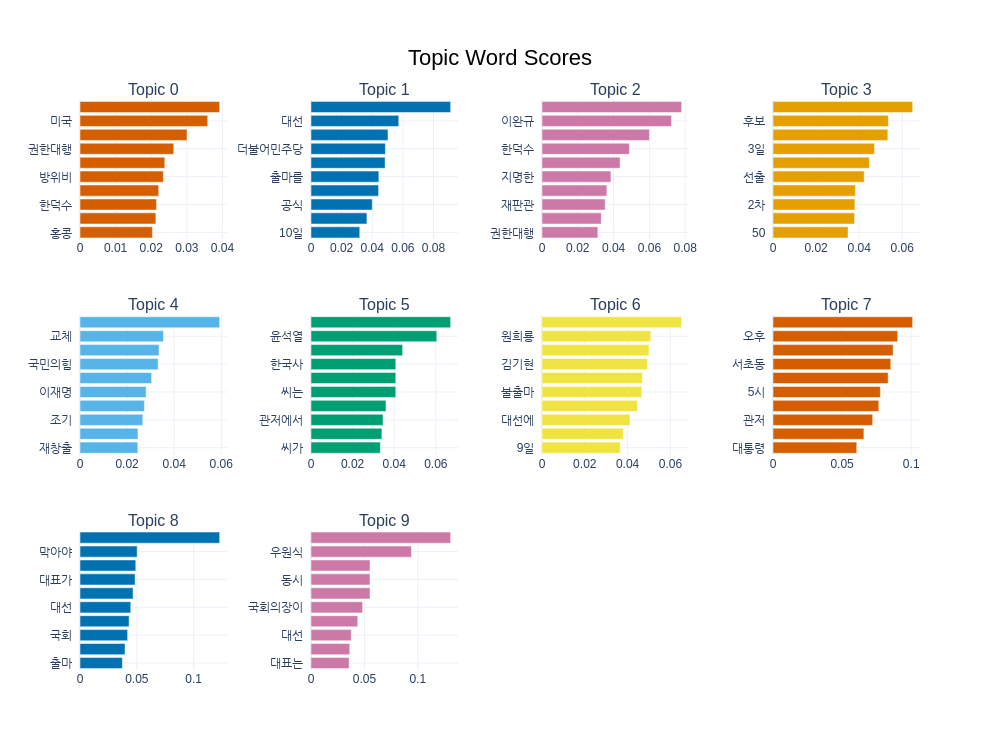 Topic Word Scores
Topic 0
미국
권한대행
방위비
한덕수
홍콩
0 0.01 0.02 0.03 0.04
Topic 1
대선
더불어민주당
출마를
공식
10일
0 0.02 0.04 0.06 0.08
Topic 2
이완규
한덕수
지명한
재판관
권한대행
0 0.02 0.04 0.06 0.08
Topic 3
후보
3일
선출
2차
50
0 0.02 0.04 0.06
Topic 4
교체
국민의힘
이재명
조기
재창출
0 0.02 0.04 0.06
Topic 5
윤석열
한국사
씨는
관저에서
씨가
0 0.02 0.04 0.06
Topic 6
원희룡
김기현
불출마
대선에
9일
0 0.02 0.04 0.06
Topic 7
오후
서초동
5시
관저
대통령
0 0.05 0.1
Topic 8
막아야
대표가
대선
국회
출마
0 0.05 0.1
Topic 9
우원식
동시
국회의장이
대선
대표는
0 0.05 0.1